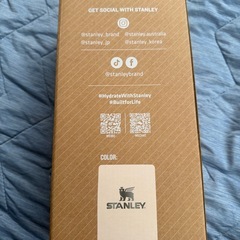 GET SOCIAL WITH STANLEY
@stanley_brand @stanleyaustralia
@stanley_jp @stanley_korea
@stanleybrand
#HydrateWithStanley
#BuiltforLife
COLOR:
STANLEY